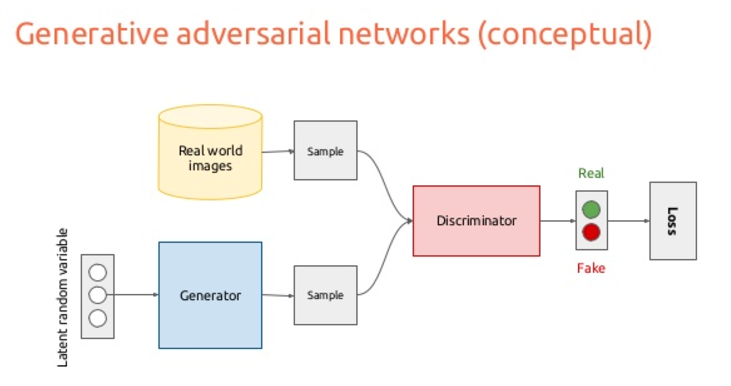 Generative adversarial networks (conceptual)
Real world
images
Sample
Real
Discriminator
Loss
Fake
Latent random variable
Generator
Sample